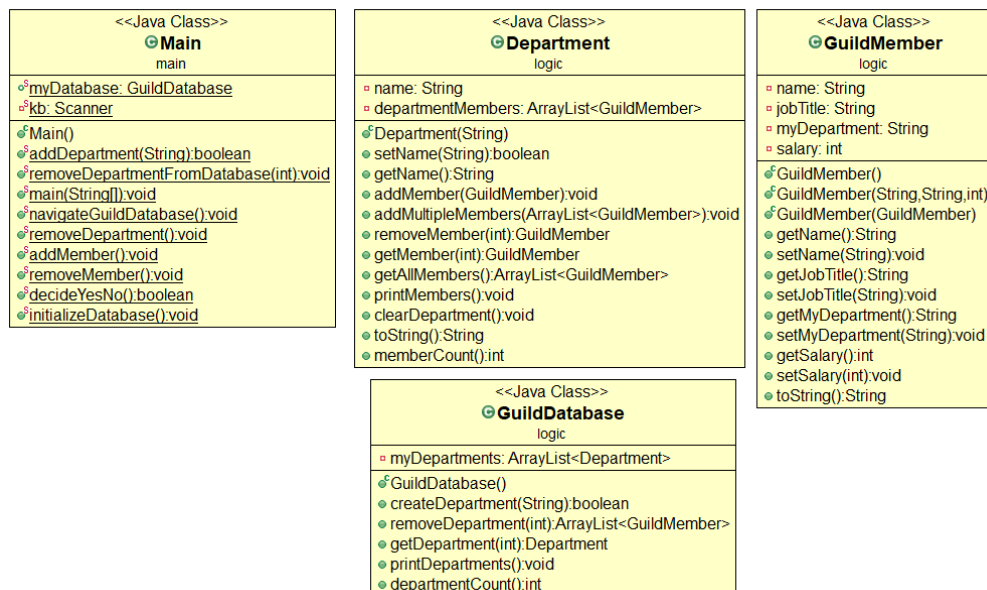 <<Java Class>>
Main
main
myDatabase: GuildDatabase
kb: Scanner
Main()
addDepartment(String):boolean
removeDepartmentFromDatabase(int):void
main(String[]):void
navigateGuildDatabase():void
removeDepartment():void
addMember():void
removeMember():void
decideYesNo():boolean
initializeDatabase():void
<<Java Class>>
Department
logic
name: String
departmentMembers: ArrayList<GuildMember>
Department(String)
setName(String):boolean
getName():String
addMember(GuildMember):void
addMultipleMembers(ArrayList<GuildMember>):void
removeMember(int):GuildMember
getMember(int):GuildMember
getAllMembers():ArrayList<GuildMember>
printMembers():void
clearDepartment():void
toString():String
memberCount():int
<<Java Class>>
GuildMember
logic
name: String
jobTitle: String
myDepartment: String
salary: int
GuildMember()
GuildMember(String,String,int)
GuildMember(GuildMember)
getName():String
setName(String):void
getJobTitle():String
setJobTitle(String):void
getMyDepartment():String
setMyDepartment(String):void
getSalary():int
setSalary(int):void
toString():String
<<Java Class>>
GuildDatabase
logic
myDepartments: ArrayList<Department>
GuildDatabase()
createDepartment(String):boolean
removeDepartment(int):ArrayList<GuildMember>
getDepartment(int):Department
printDepartments():void
departmentCount():int